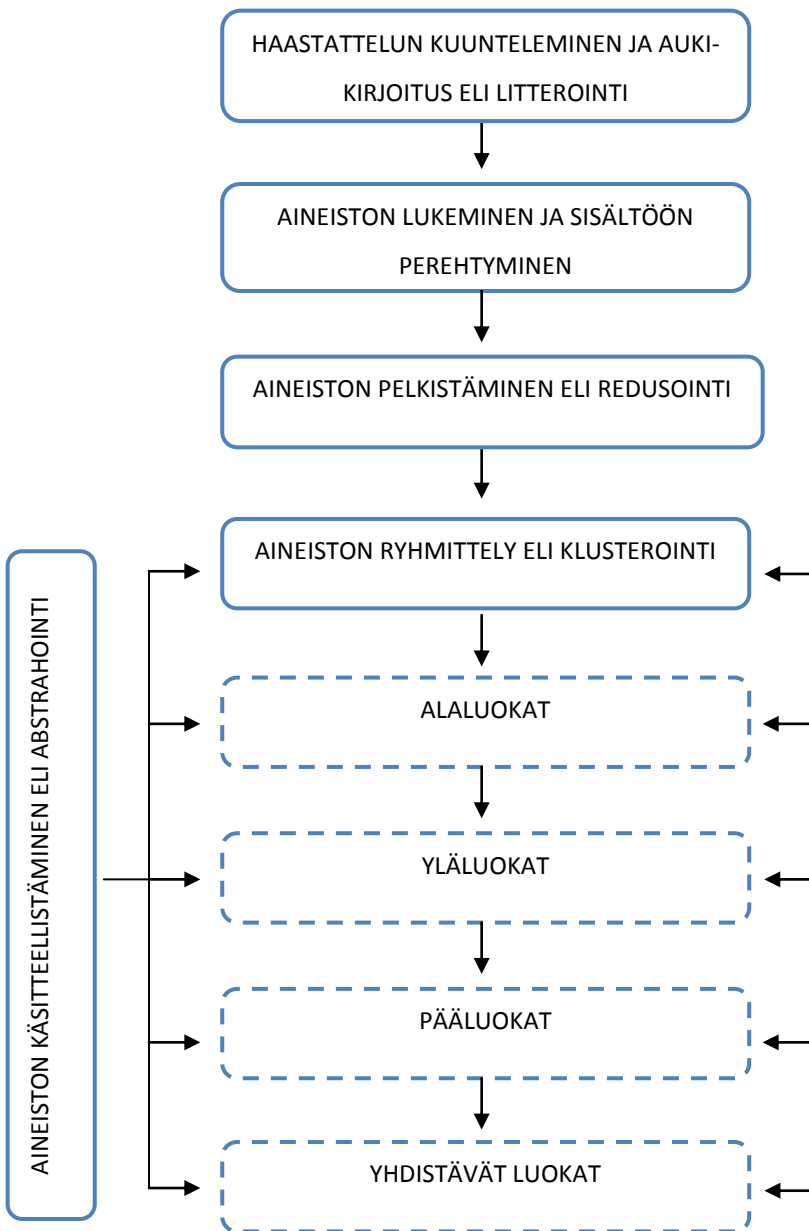 HAASTATTELUN KUUNTELEMINEN JA AUKI-
KIRJOITUS ELI LITTEROINTI
AINEISTON LUKEMINEN JA SISÄLTÖÖN
PEREHTYMINEN
AINEISTON PELKISTÄMINEN ELI REDUSOINTI
AINEISTON RYHMITTELY ELI KLUSTEROINTI
ALALUOKAT
YLÄLUOKAT
PÄÄLUOKAT
YHDISTÄVÄT LUOKAT
AINEISTON KÄSITTEELLISTÄMINEN ELI ABSTRAHOINTI